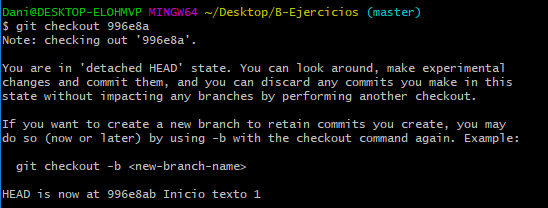 Dani@DESKTOP-ELOHMVP MINGW64 ~/Desktop/B-Ejercicios (master)
$ git checkout 996e8a
Note: checking out '996e8a'.
You are in 'detached HEAD' state. You can look around, make experimental
changes and commit them, and you can discard any commits you make in this
state without impacting any branches by performing another checkout.
If you want to create a new branch to retain commits you create, you may
do so (now or later) by using -b with the checkout command again. Example:
git checkout -b <new-branch-name>
HEAD is now at 996e8ab Inicio texto 1